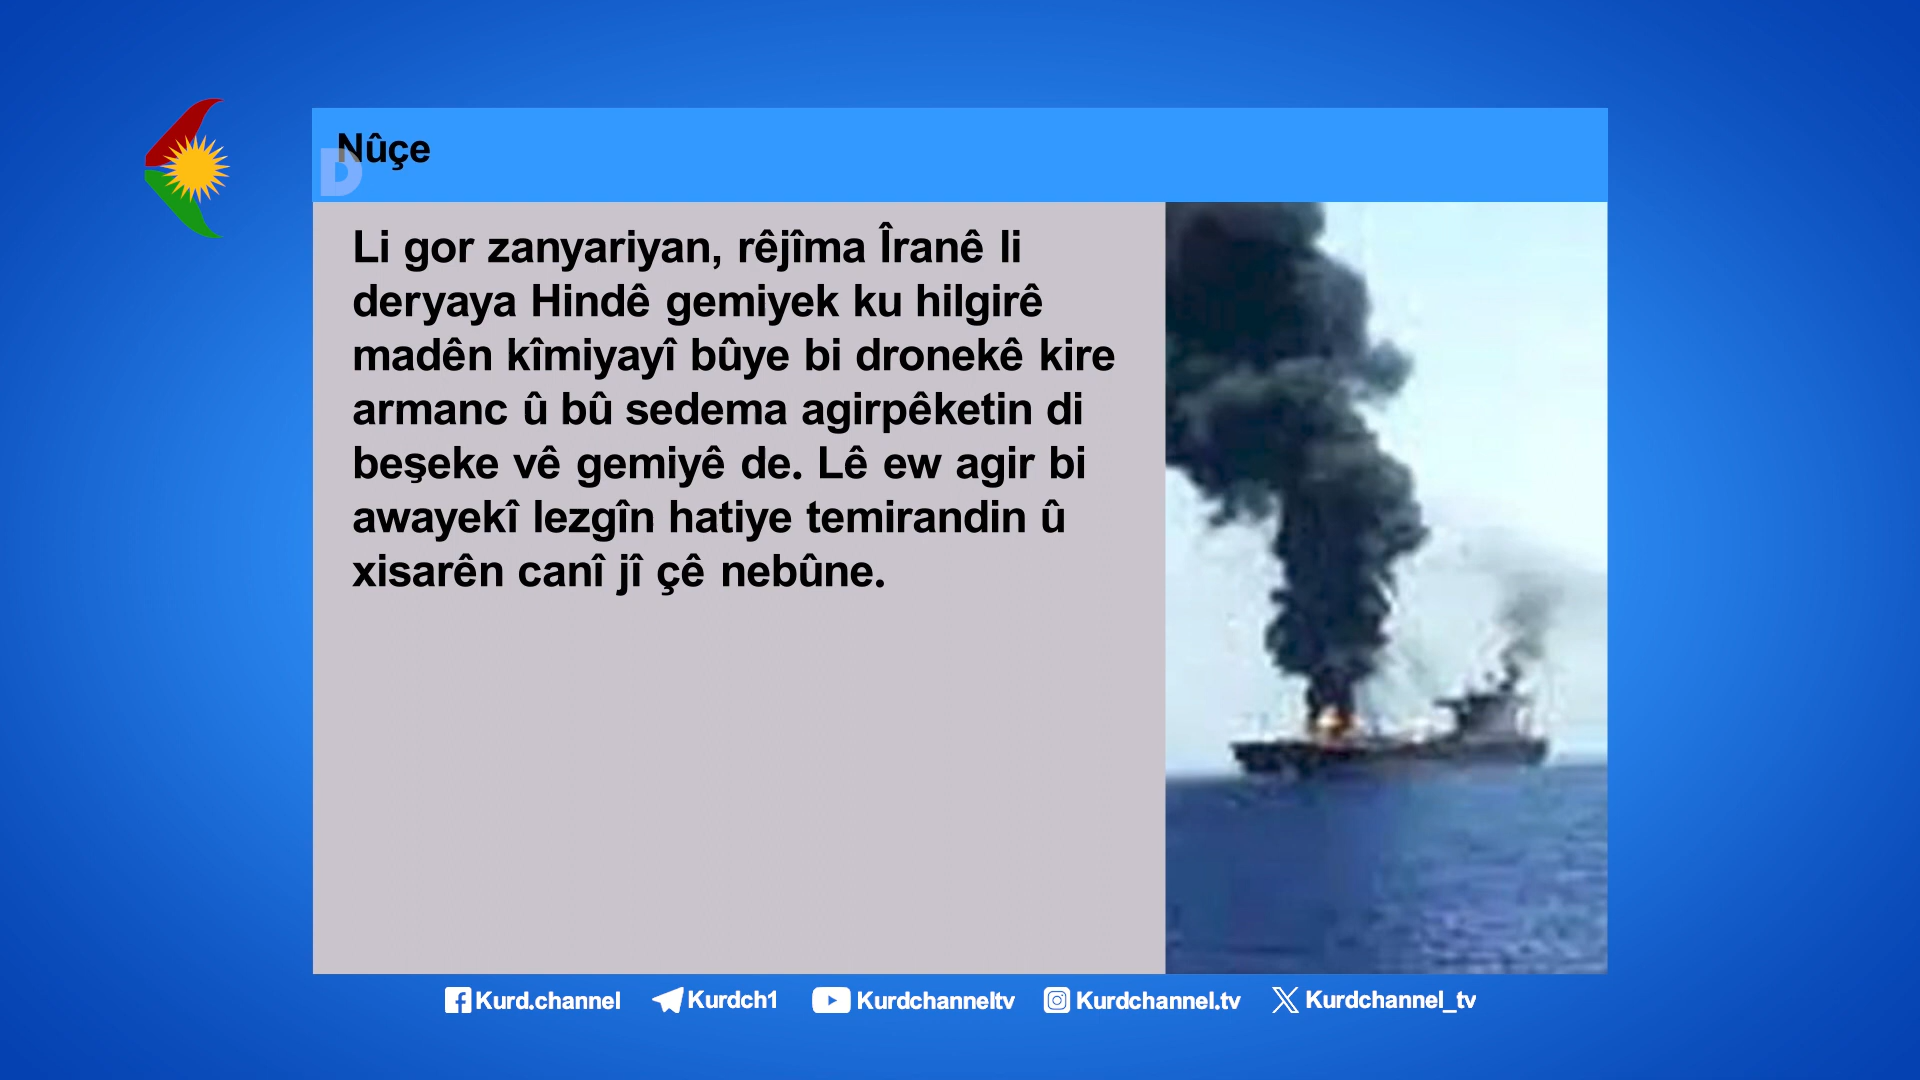 Nûçe
D
Li gor zanyariyan, rêjîma Îranê li
deryaya Hindê gemiyek ku hilgirê
madên kîmiyayî bûye bi dronekê kire
armanc û bû sedema agirpêketin di
beşeke vê gemiyê de. Lê ew agir bi
awayekî lezgîn hatiye temirandin û
xisarên canî jî çê nebûne.
Kurd.channel Kurdch1 Kurdchanneltv Kurdchannel.tv Kurdchannel_tv